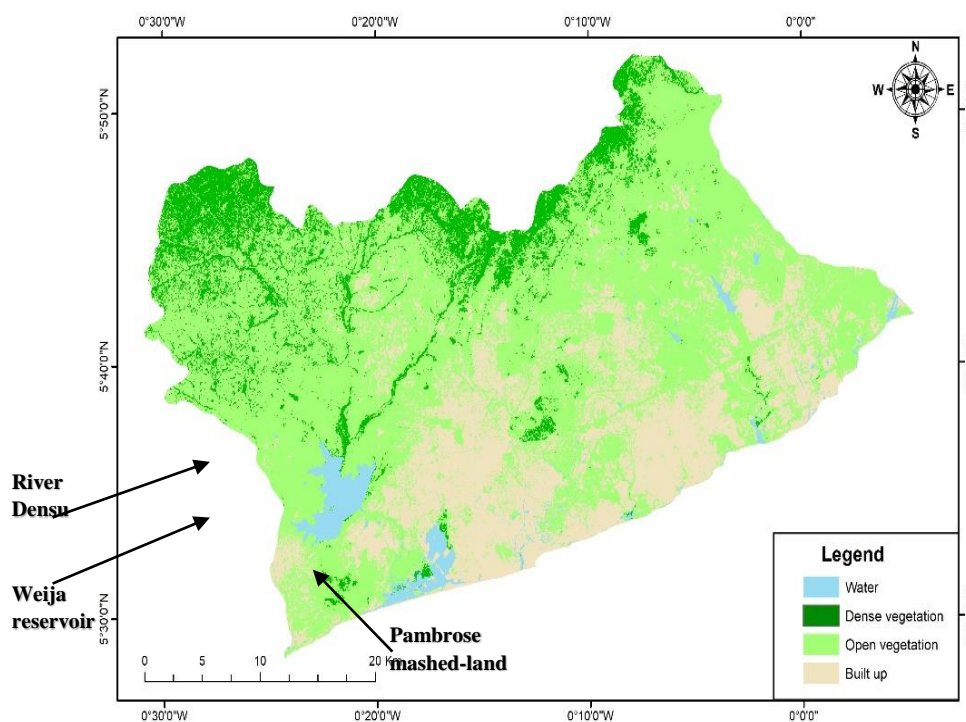 0°30'0"W 0°20'0"W 0°10'0"W 0°0'0"
N
W E
S
5°50'0"N
5°40'0"N
5°30'0"N
River
Densu
Weija
reservoir
Pambrose
mashed-land
0 5 10 20 Km
Legend
Water
Dense vegetation
Open vegetation
Built up
0°30'0"W 0°20'0"W 0°10'0"W 0°0'0"